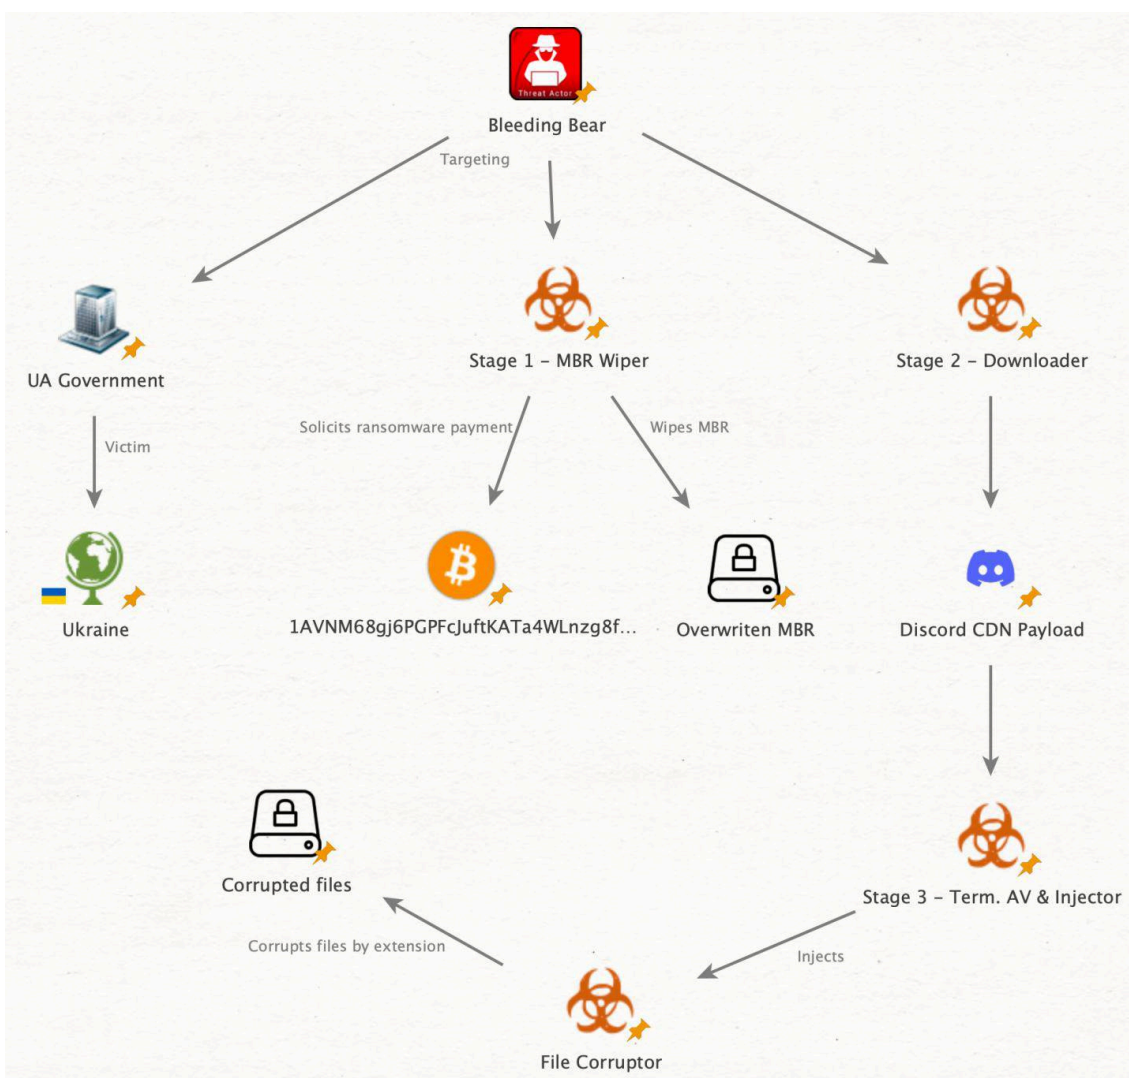 Threat Actor
Bleeding Bear
Targeting
UA Government
Stage 1 – MBR Wiper
Stage 2 – Downloader
Victim
Solicits ransomware payment
Wipes MBR
Ukraine
1AVNM68gj6PGPFcJuftKATa4WLnzg8f...
Overwriten MBR
Discord CDN Payload
Corrupted files
Stage 3 – Term. AV & Injector
Corrupts files by extension
Injects
File Corruptor